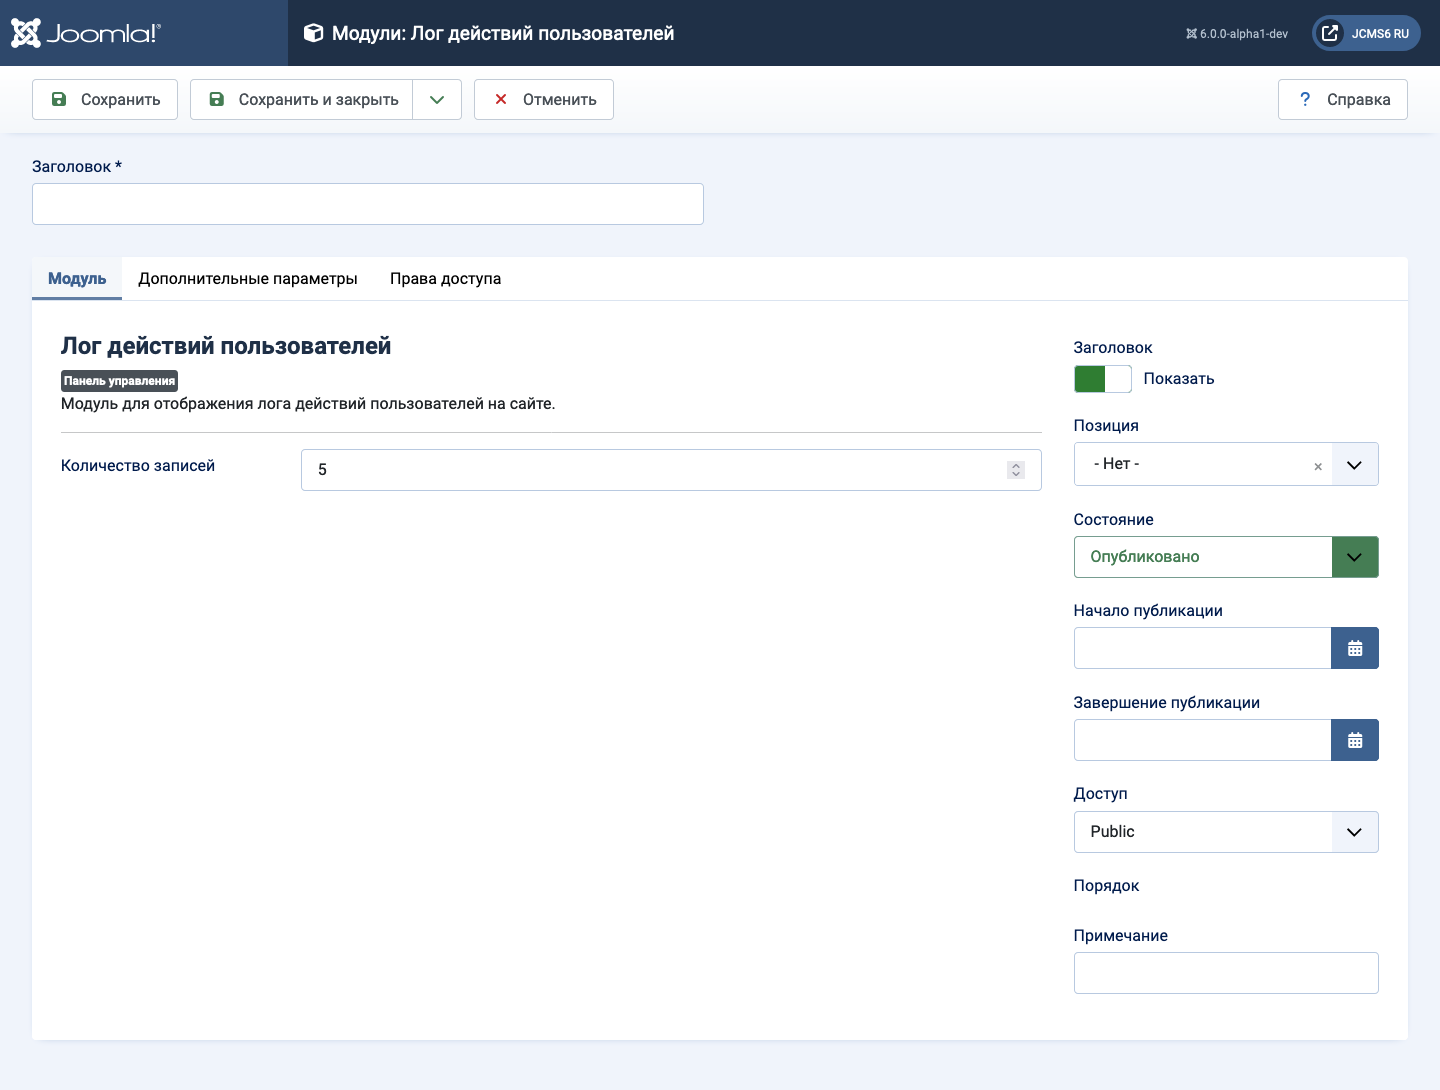 Joomla!®
Модули: Лог действий пользователей
6.0.0-alpha1-dev
JCMS6 RU
Сохранить
Сохранить и закрыть
Отменить
? Справка
Заголовок *
Модуль
Дополнительные параметры
Права доступа
Лог действий пользователей
Панель управления
Модуль для отображения лога действий пользователей на сайте.
Количество записей
5
Заголовок
Показать
Позиция
- Нет -
Состояние
Опубликовано
Начало публикации
Завершение публикации
Доступ
Public
Порядок
Примечание